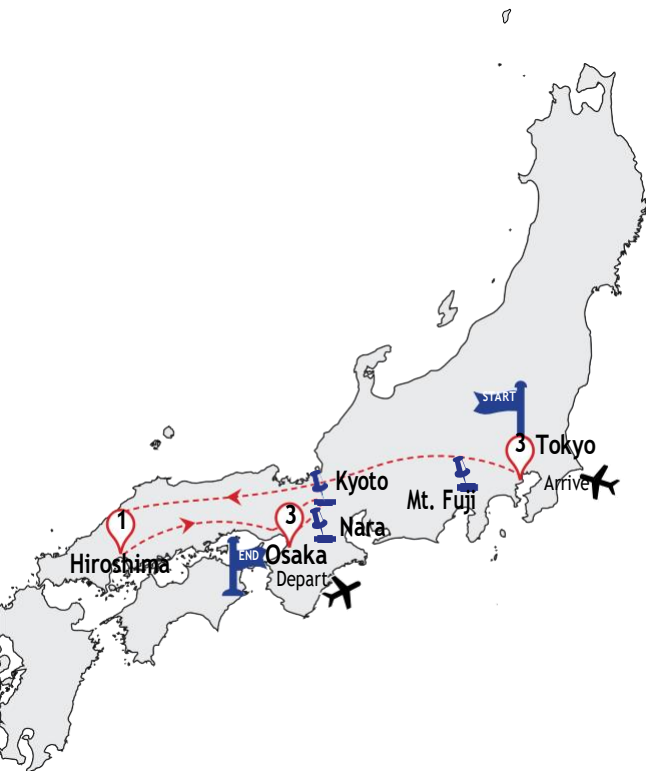 START
3
Tokyo
Arrive
Kyoto
Mt. Fuji
1
3
Nara
Hiroshima
END
Osaka
Depart